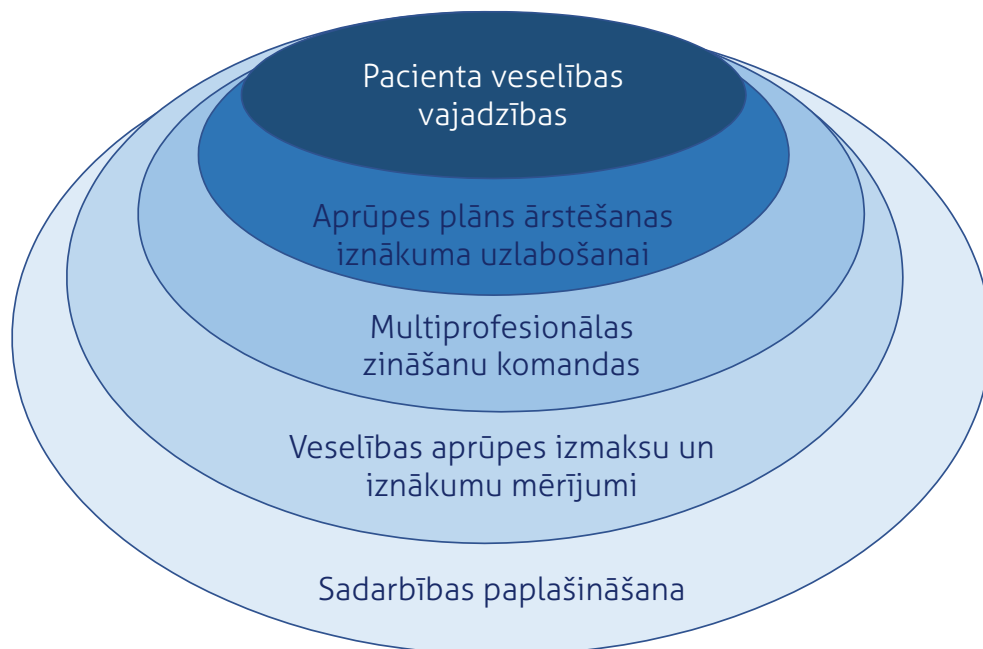 Pacienta veselības
vajadzības
Aprūpes plāns ārstēšanas
iznākuma uzlabošanai
Multiprofesionālas
zināšanu komandas
Veselības aprūpes izmaksu un
iznākumu mērījumi
Sadarbības paplašināšana